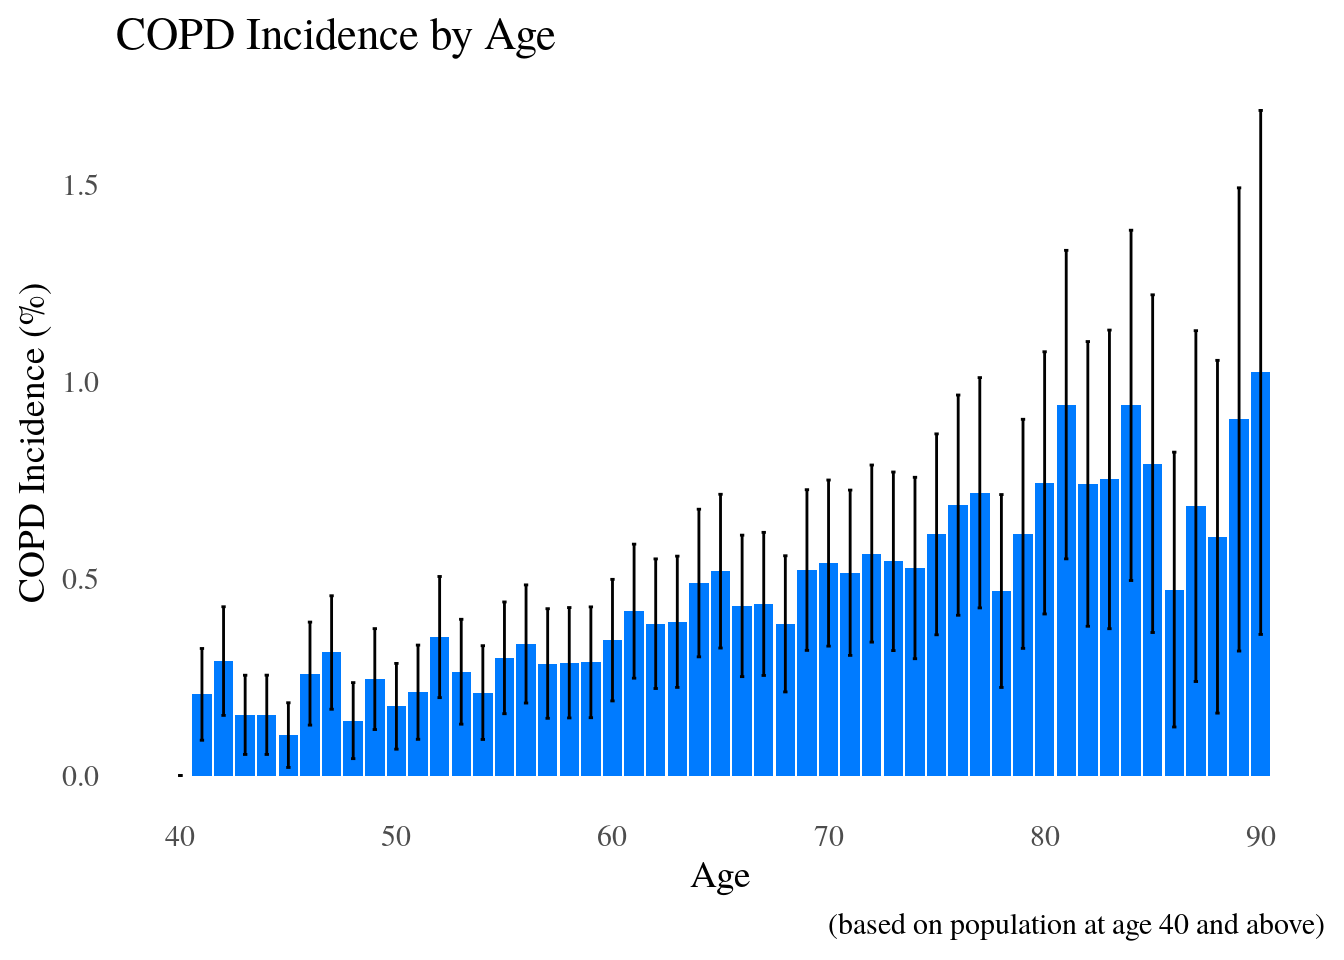 COPD Incidence by Age
COPD Incidence (%)
1.5
1.0
0.5
0.0
40 50 60 70 80 90
Age
(based on population at age 40 and above)